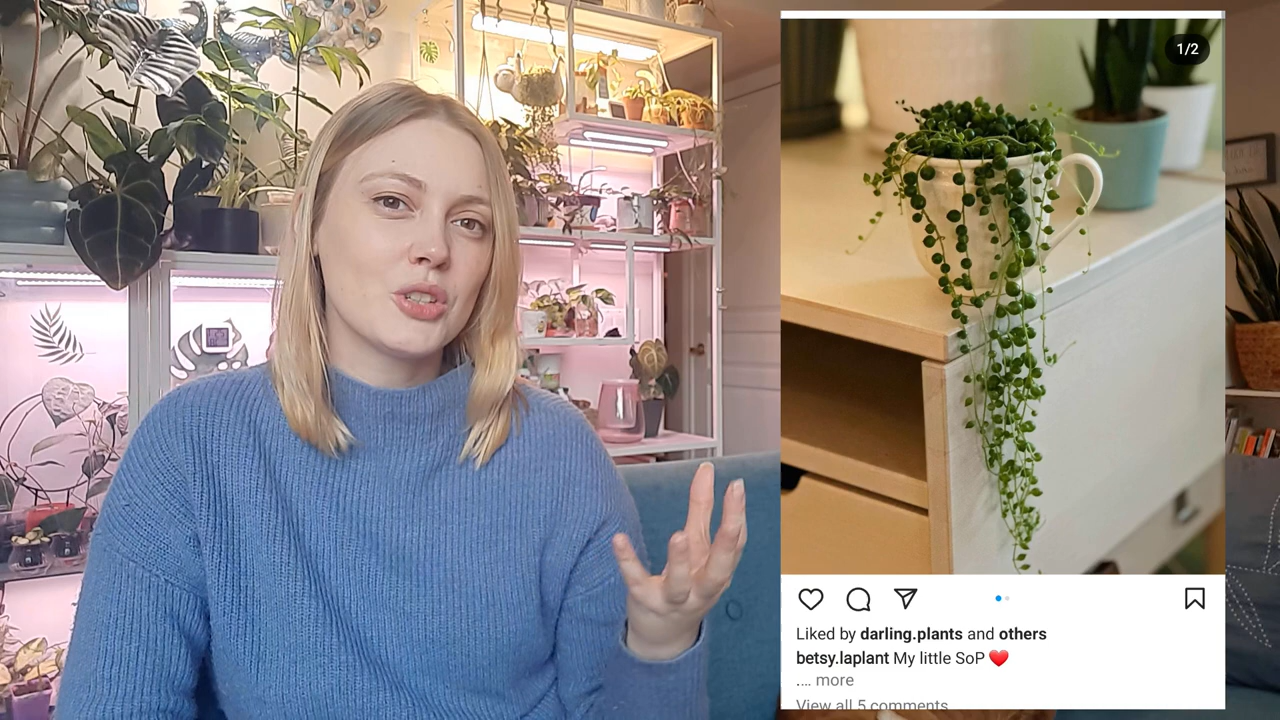 1/2
Liked by darling.plants and others
betsy.laplant My little SoP ❤️
.... more
View all 5 comments